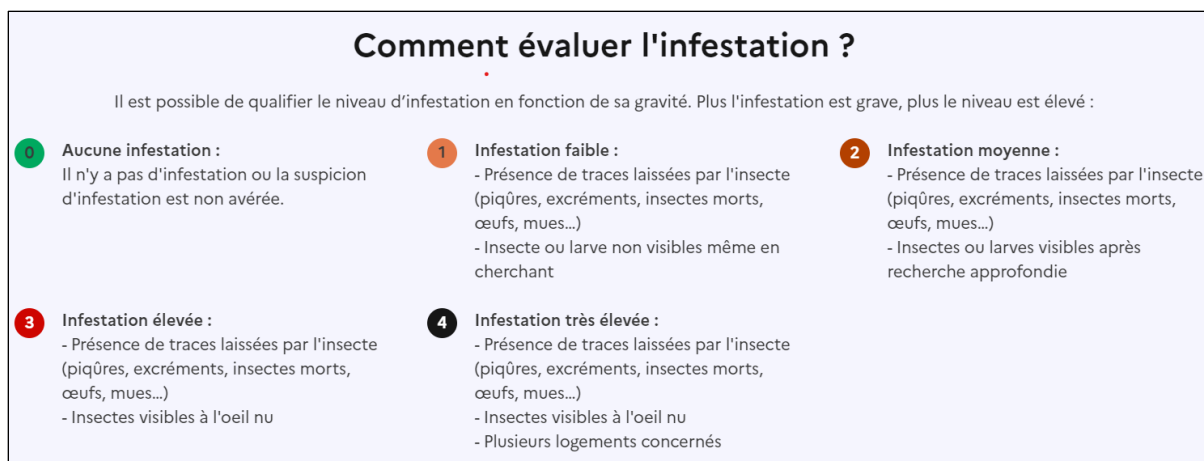 Comment évaluer l'infestation ?
Il est possible de qualifier le niveau d'infestation en fonction de sa gravité. Plus l'infestation est grave, plus le niveau est élevé :
0
Aucune infestation :
Il n'y a pas d'infestation ou la suspicion
d'infestation est non avérée.
1
Infestation faible :
- Présence de traces laissées par l'insecte
(piqûres, excréments, insectes morts,
œufs, mues...)
- Insecte ou larve non visibles même en
cherchant
2
Infestation moyenne :
- Présence de traces laissées par l'insecte
(piqûres, excréments, insectes morts,
œufs, mues...)
- Insectes ou larves visibles après
recherche approfondie
3
Infestation élevée :
- Présence de traces laissées par l'insecte
(piqûres, excréments, insectes morts,
œufs, mues...)
- Insectes visibles à l'oeil nu
4
Infestation très élevée :
- Présence de traces laissées par l'insecte
(piqûres, excréments, insectes morts,
œufs, mues...)
- Insectes visibles à l'oeil nu
- Plusieurs logements concernés